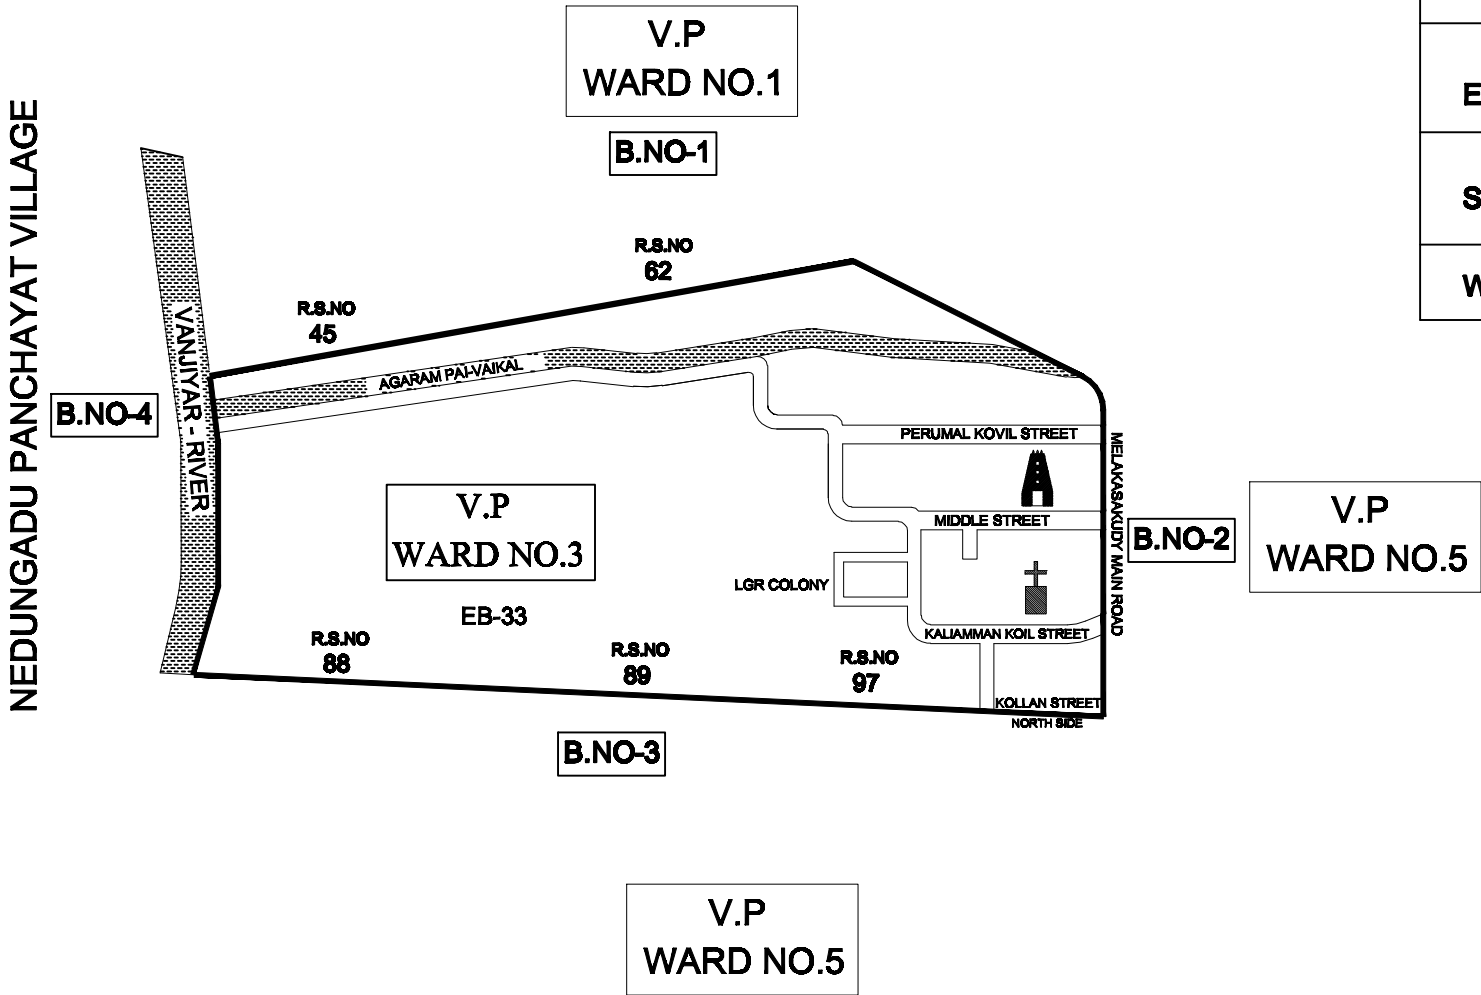 V.P
WARD NO.1
B.NO-1
E
S
W
NEDUNGADU PANCHAYAT VILLAGE
R.S.NO
62
R.S.NO
45
VANJIYAR - RIVER
AGARAM PAI-VAIKAL
B.NO-4
PERUMAL KOVIL STREET
MELAKASAKUDY MAIN ROAD
V.P
WARD NO.3
EB-33
MIDDLE STREET
B.NO-2
V.P
WARD NO.5
LGR COLONY
KALIAMMAN KOIL STREET
R.S.NO
88
R.S.NO
89
R.S.NO
97
KOLLAN STREET
NORTH SIDE
B.NO-3
V.P
WARD NO.5